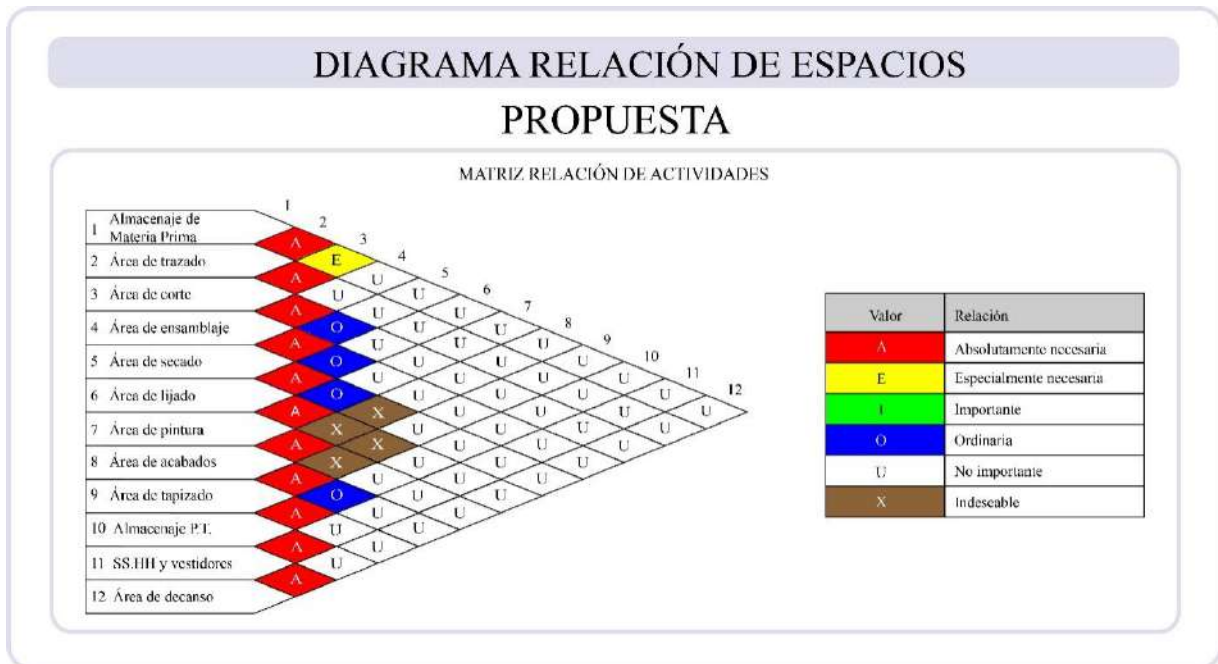 DIAGRAMA RELACIÓN DE ESPACIOS
PROPUESTA
MATRIZ RELACIÓN DE ACTIVIDADES
1 Almacenaje de
Materia Prima
2 Área de trazado
3 Área de corte
4 Área de ensamblaje
5 Área de secado
6 Área de lijado
7 Área de pintura
8 Área de acabados
9 Área de tapizado
10 Almacenaje P.T.
11 SS.HH y vestidores
12 Área de decanso
1 2 3 4 5 6 7 8 9 10 11 12
A
E
A U
U U
A U U
O U U
A U U U
O U U U
A U U U U
O U U U U
A X U U U U
X U U U U
A X U U U
X U U U
A U U U
O U U
A U U
U U
A U
U
A
Valor Relación
A Absolutamente necesaria
E Especialmente necesaria
I Importante
O Ordinaria
U No importante
X Indeseable